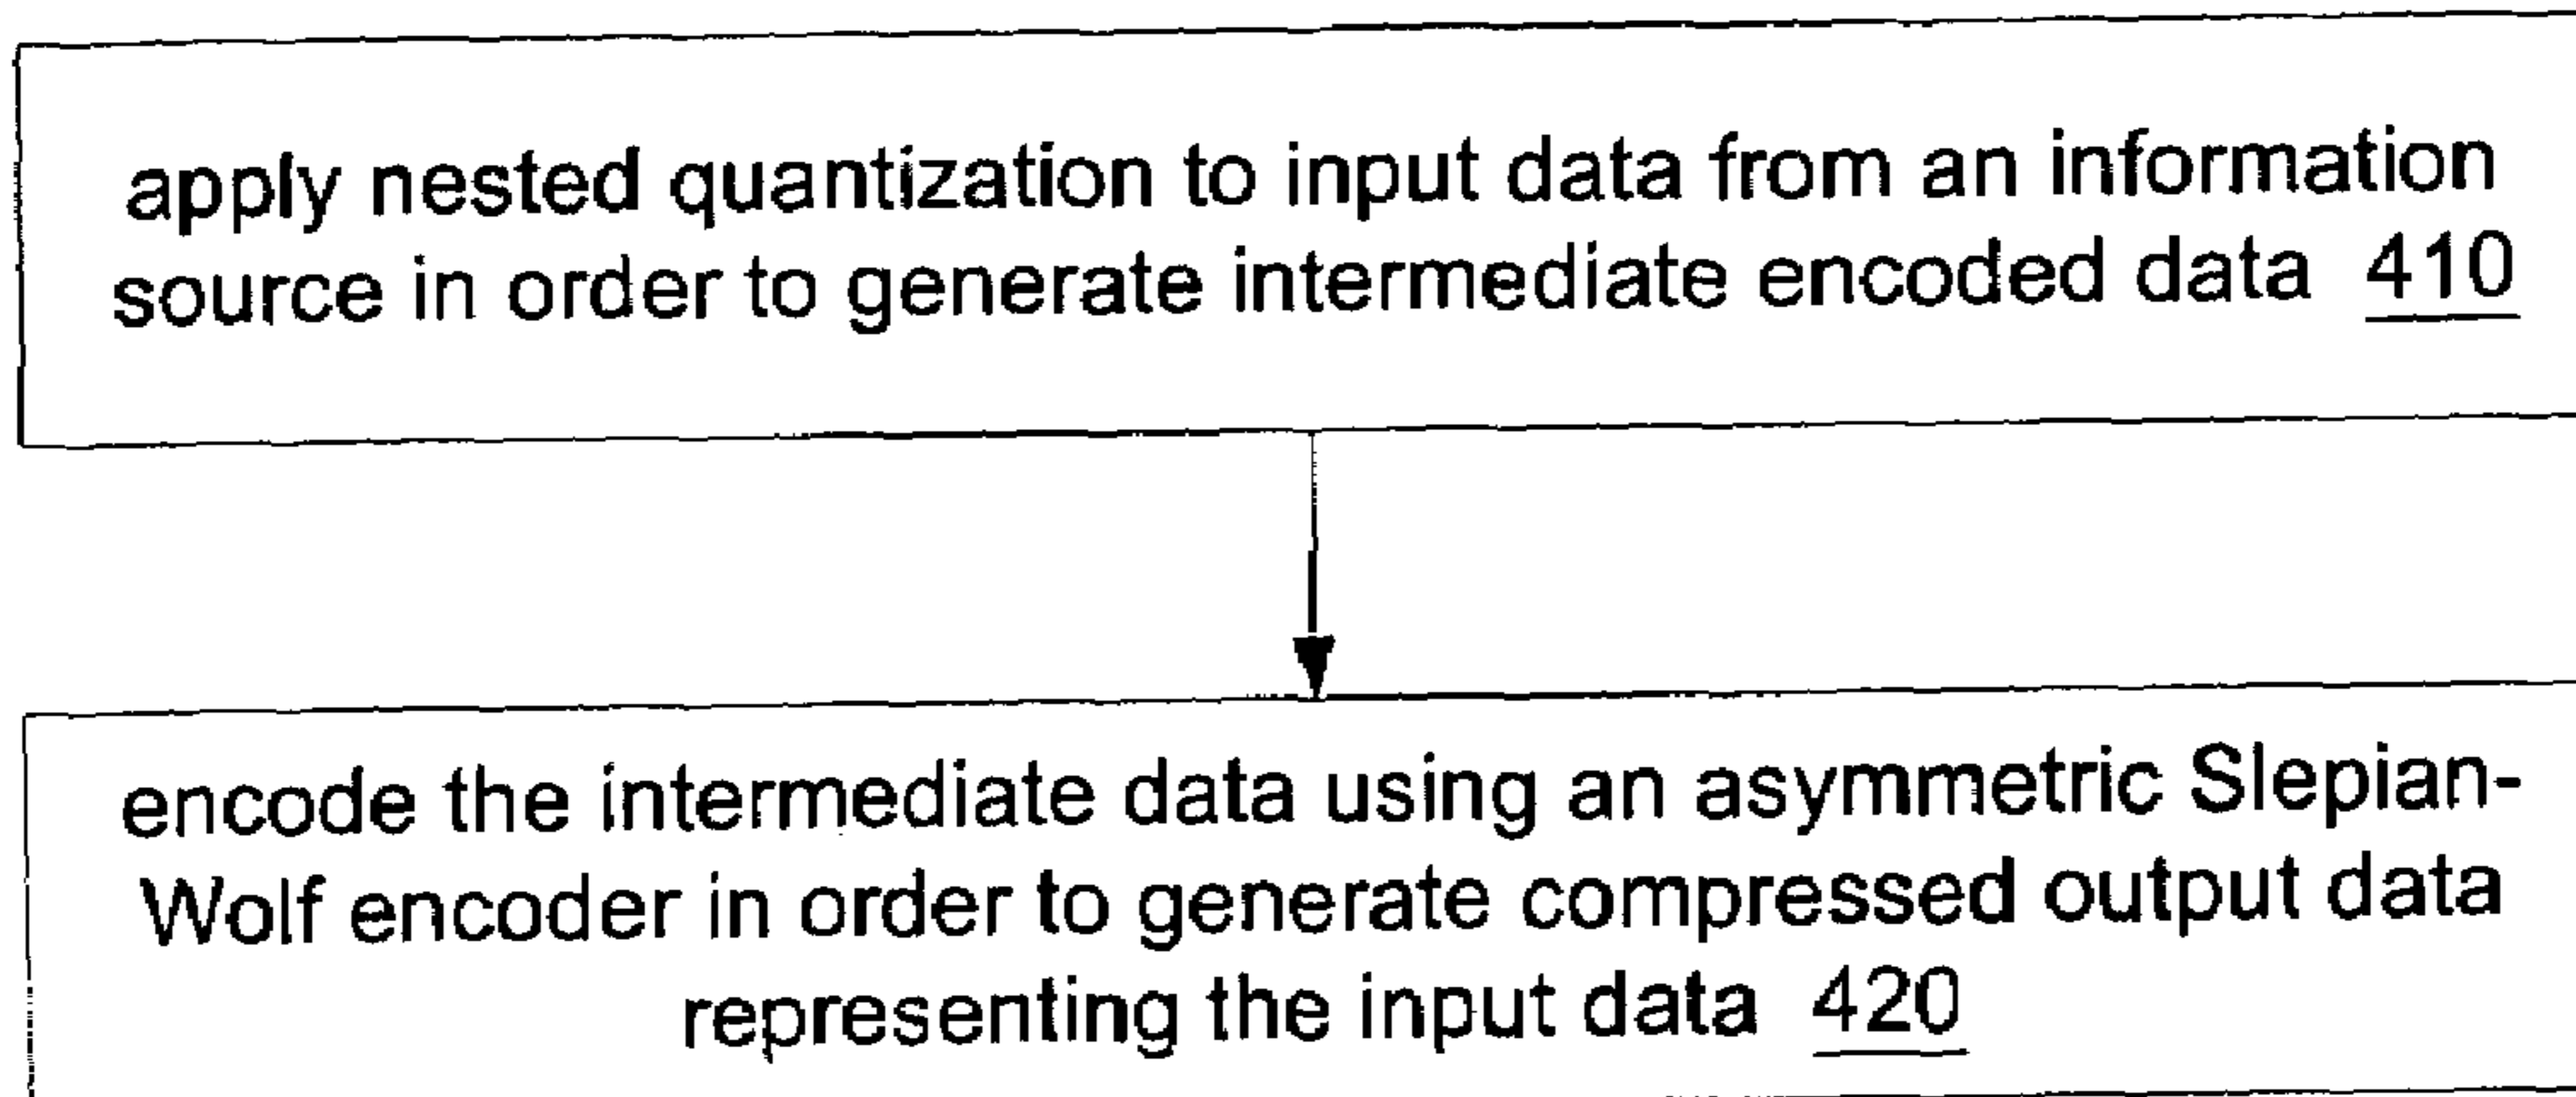 apply nested quantization to input data from an information
source in order to generate intermediate encoded data 410
encode the intermediate data using an asymmetric Slepian-
Wolf encoder in order to generate compressed output data
representing the input data 420